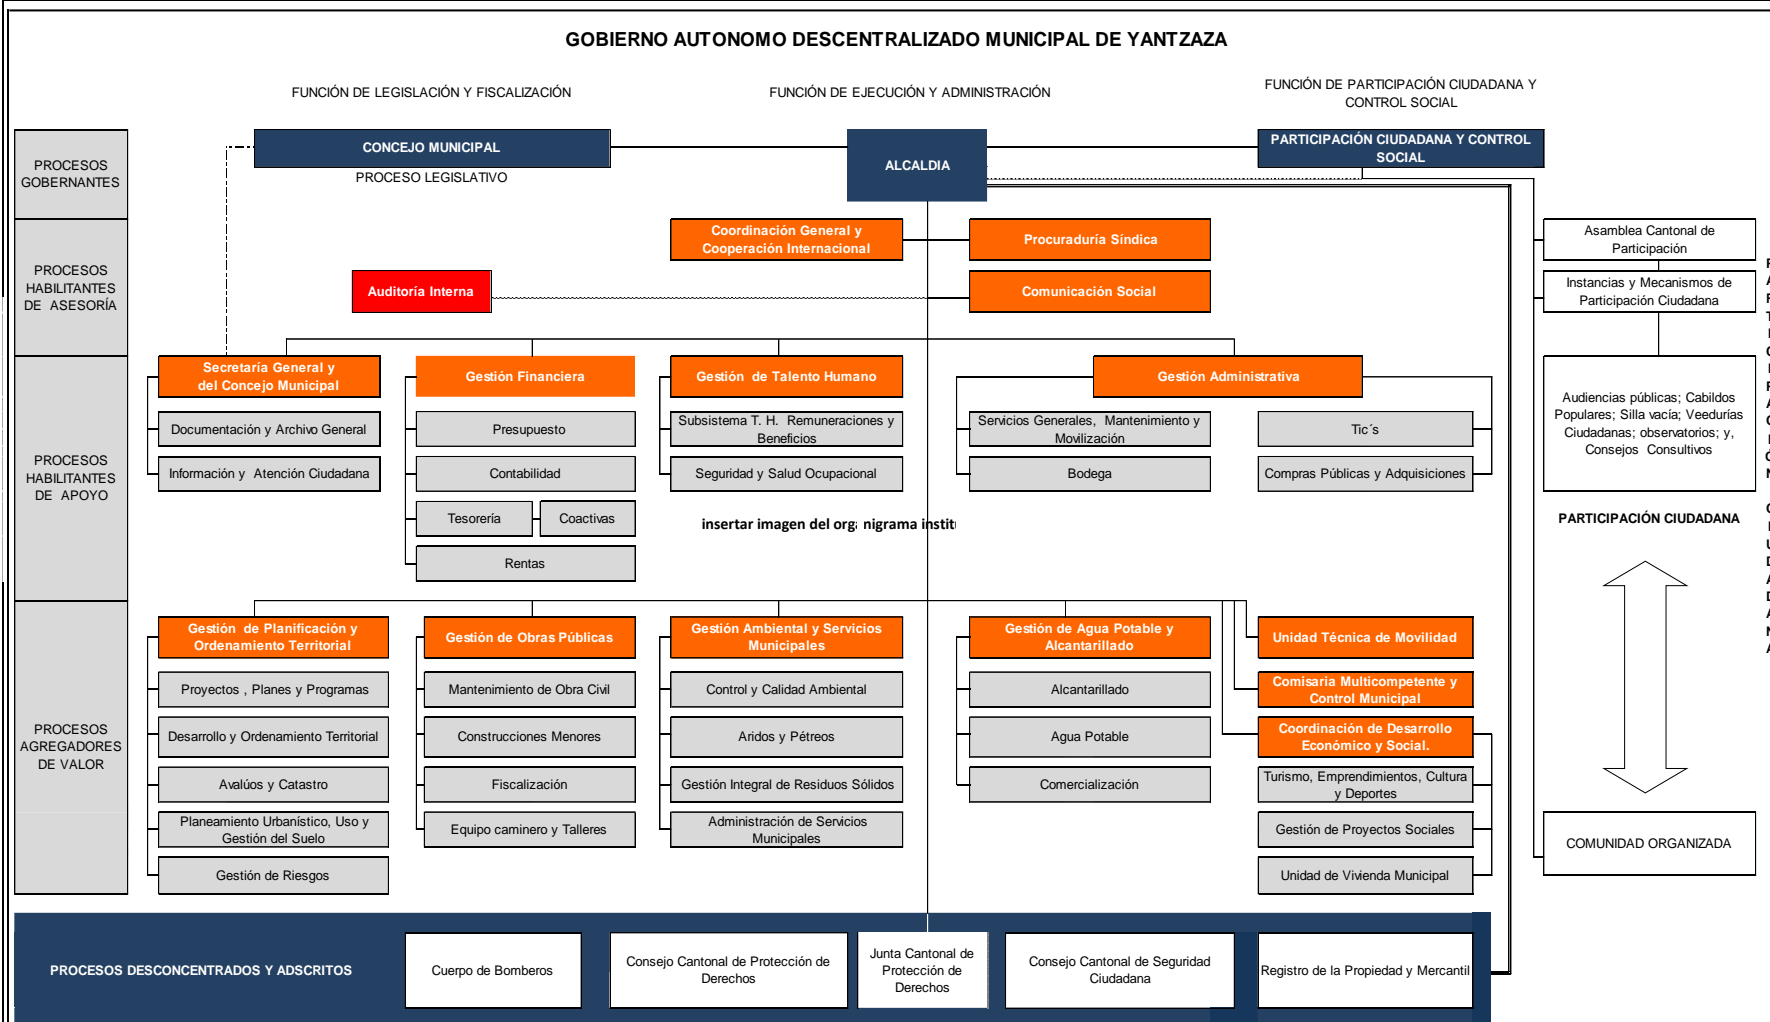 GOBIERNO AUTONOMO DESCENTRALIZADO MUNICIPAL DE YANTZAZA
FUNCIÓN DE LEGISLACIÓN Y FISCALIZACIÓN
FUNCIÓN DE EJECUCIÓN Y ADMINISTRACIÓN
FUNCIÓN DE PARTICIPACIÓN CIUDADANA Y
CONTROL SOCIAL
PROCESOS
GOBERNANTES
CONCEJO MUNICIPAL
PROCESO LEGISLATIVO
ALCALDIA
PARTICIPACIÓN CIUDADANA Y CONTROL
SOCIAL
PROCESOS
HABILITANTES
DE ASESORÍA
Coordinación General y
Cooperación Internacional
Procuraduría Síndica
Auditoría Interna
Comunicación Social
Asamblea Cantonal de
Participación
Instancias y Mecanismos de
Participación Ciudadana
PROCESOS
HABILITANTES
DE APOYO
Secretaría General y
del Concejo Municipal
Documentación y Archivo General
Información y Atención Ciudadana
Gestión Financiera
Presupuesto
Contabilidad
Tesorería
Coactivas
Rentas
Gestión de Talento Humano
Subsistema T. H. Remuneraciones y
Beneficios
Seguridad y Salud Ocupacional
insertar imagen del org nigrama instit
Gestión Administrativa
Servicios Generales, Mantenimiento y
Movilización
Bodega
Tic´s
Compras Públicas y Adquisiciones
Audiencias públicas; Cabildos
Populares; Silla vacía; Veedurías
Ciudadanas; observatorios; y,
Consejos Consultivos
PARTICIPACIÓN CIUDADANA
PROCESOS
AGREGADORES
DE VALOR
Gestión de Planificación y
Ordenamiento Territorial
Proyectos , Planes y Programas
Desarrollo y Ordenamiento Territorial
Avalúos y Catastro
Planeamiento Urbanístico, Uso y
Gestión del Suelo
Gestión de Riesgos
Gestión de Obras Públicas
Mantenimiento de Obra Civil
Construcciones Menores
Fiscalización
Equipo caminero y Talleres
Gestión Ambiental y Servicios
Municipales
Control y Calidad Ambiental
Aridos y Pétreos
Gestión Integral de Residuos Sólidos
Administración de Servicios
Municipales
Gestión de Agua Potable y
Alcantarillado
Alcantarillado
Agua Potable
Comercialización
Unidad Técnica de Movilidad
Comisaria Multicompetente y
Control Municipal
Coordinación de Desarrollo
Económico y Social.
Turismo, Emprendimientos, Cultura
y Deportes
Gestión de Proyectos Sociales
Unidad de Vivienda Municipal
COMUNIDAD ORGANIZADA
PROCESOS DESCONCENTRADOS Y ADSCRITOS
Cuerpo de Bomberos
Consejo Cantonal de Protección de
Derechos
Junta Cantonal de
Protección de
Derechos
Consejo Cantonal de Seguridad
Ciudadana
Registro de la Propiedad y Mercantil